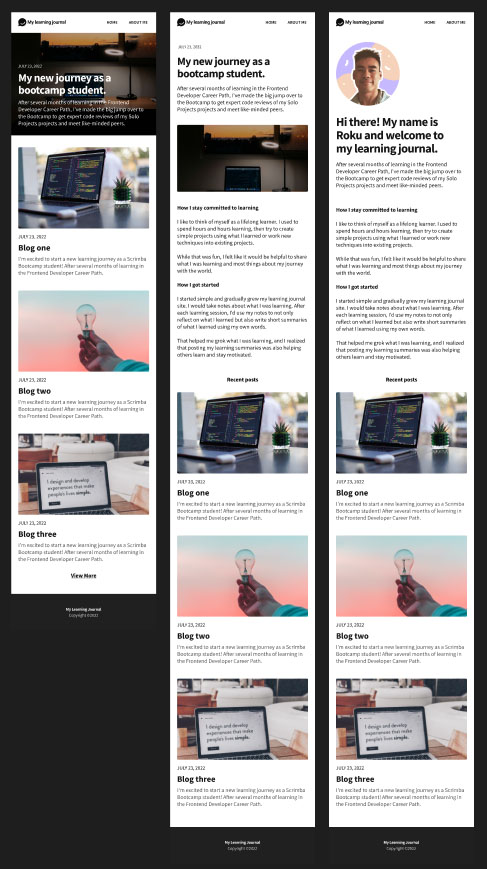 My learning journal
HOME
ABOUT ME
JULY 23, 2022
My new journey as a
bootcamp student.
After several months of learning in the Frontend
Developer Career Path, I've made the big jump over to
the Bootcamp to get expert code reviews of my Solo
Projects projects and meet like-minded peers.
JULY 23, 2022
Blog one
I'm excited to start a new learning journey as a Scrimba
Bootcamp student! After several months of learning in
the Frontend Developer Career Path.
JULY 23, 2022
Blog two
I'm excited to start a new learning journey as a Scrimba
Bootcamp student! After several months of learning in
the Frontend Developer Career Path.
I design and develop
experiences that make
people's lives simple.
JULY 23, 2022
Blog three
I'm excited to start a new learning journey as a Scrimba
Bootcamp student! After several months of learning in
the Frontend Developer Career Path.
View More
My learning journal
Copyright ©2022
My learning journal
HOME
ABOUT ME
JULY 23, 2022
My new journey as a
bootcamp student.
After several months of learning in the Frontend
Developer Career Path, I've made the big jump over to
the Bootcamp to get expert code reviews of my Solo
Projects projects and meet like-minded peers.
How I stay committed to learning
I like to think of myself as a lifelong learner. I used to
spend hours and hours learning, then try to create
simple projects using what I learned or work new
techniques into existing projects.
While that was fun, I felt like it would be helpful to share
what I was learning and most things about my journey
with the world.
How I got started
I started simple and gradually grew my learning journal
site. I would take notes about what I was learning. After
each learning session, I'd use my notes to not only
reflect on what I learned but also write short summaries
of what I learned using my own words.
That helped me grok what I was learning, and I realized
that posting my learning summaries was also helping
others learn and stay motivated.
Recent posts
JULY 23, 2022
Blog one
I'm excited to start a new learning journey as a Scrimba
Bootcamp student! After several months of learning in
the Frontend Developer Career Path.
JULY 23, 2022
Blog two
I'm excited to start a new learning journey as a Scrimba
Bootcamp student! After several months of learning in
the Frontend Developer Career Path.
I design and develop
experiences that make
people's lives simple.
JULY 23, 2022
Blog three
I'm excited to start a new learning journey as a Scrimba
Bootcamp student! After several months of learning in
the Frontend Developer Career Path.
My learning journal
Copyright ©2022
My learning journal
HOME
ABOUT ME
Hi there! My name is
Roku and welcome to
my learning journal.
After several months of learning in the Frontend
Developer Career Path, I've made the big jump over to
the Bootcamp to get expert code reviews of my Solo
Projects projects and meet like-minded peers.
How I stay committed to learning
I like to think of myself as a lifelong learner. I used to
spend hours and hours learning, then try to create
simple projects using what I learned or work new
techniques into existing projects.
While that was fun, I felt like it would be helpful to share
what I was learning and most things about my journey
with the world.
How I got started
I started simple and gradually grew my learning journal
site. I would take notes about what I was learning. After
each learning session, I'd use my notes to not only
reflect on what I learned but also write short summaries
of what I learned using my own words.
That helped me grok what I was learning, and I realized
that posting my learning summaries was also helping
others learn and stay motivated.
Recent posts
JULY 23, 2022
Blog one
I'm excited to start a new learning journey as a Scrimba
Bootcamp student! After several months of learning in
the Frontend Developer Career Path.
JULY 23, 2022
Blog two
I'm excited to start a new learning journey as a Scrimba
Bootcamp student! After several months of learning in
the Frontend Developer Career Path.
I design and develop
experiences that make
people's lives simple.
JULY 23, 2022
Blog three
I'm excited to start a new learning journey as a Scrimba
Bootcamp student! After several months of learning in
the Frontend Developer Career Path.
My learning journal
Copyright ©2022